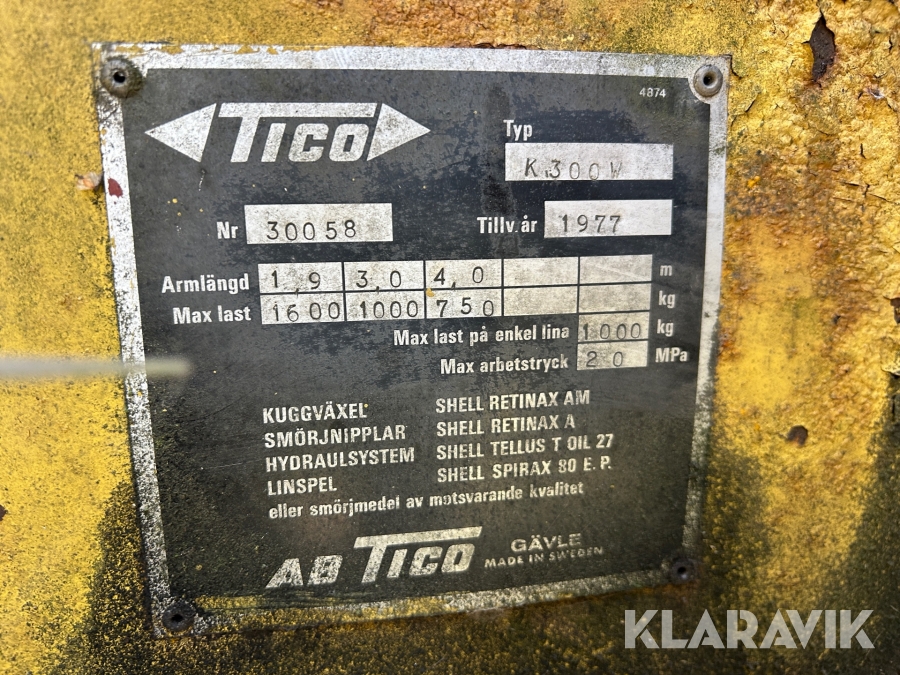 4874
TICO
Typ
K 300W
Nr 30058
Tillv. år 1977
Armlängd 1,9 3,0 4,0 m
Max last 1600 1000 750 kg
Max last på enkel lina 1000 kg
Max arbetstryck 20 MPa
KUGGVÄXEL SHELL RETINAX AM
SMÖRJNIPPLAR SHELL RETINAX A
HYDRAULSYSTEM SHELL TELLUS T OIL 27
LINSPEL SHELL SPIRAX 80 E.P.
eller smörjmedel av motsvarande kvalitet
AB TICO GÄVLE
MADE IN SWEDEN
KLARAVIK